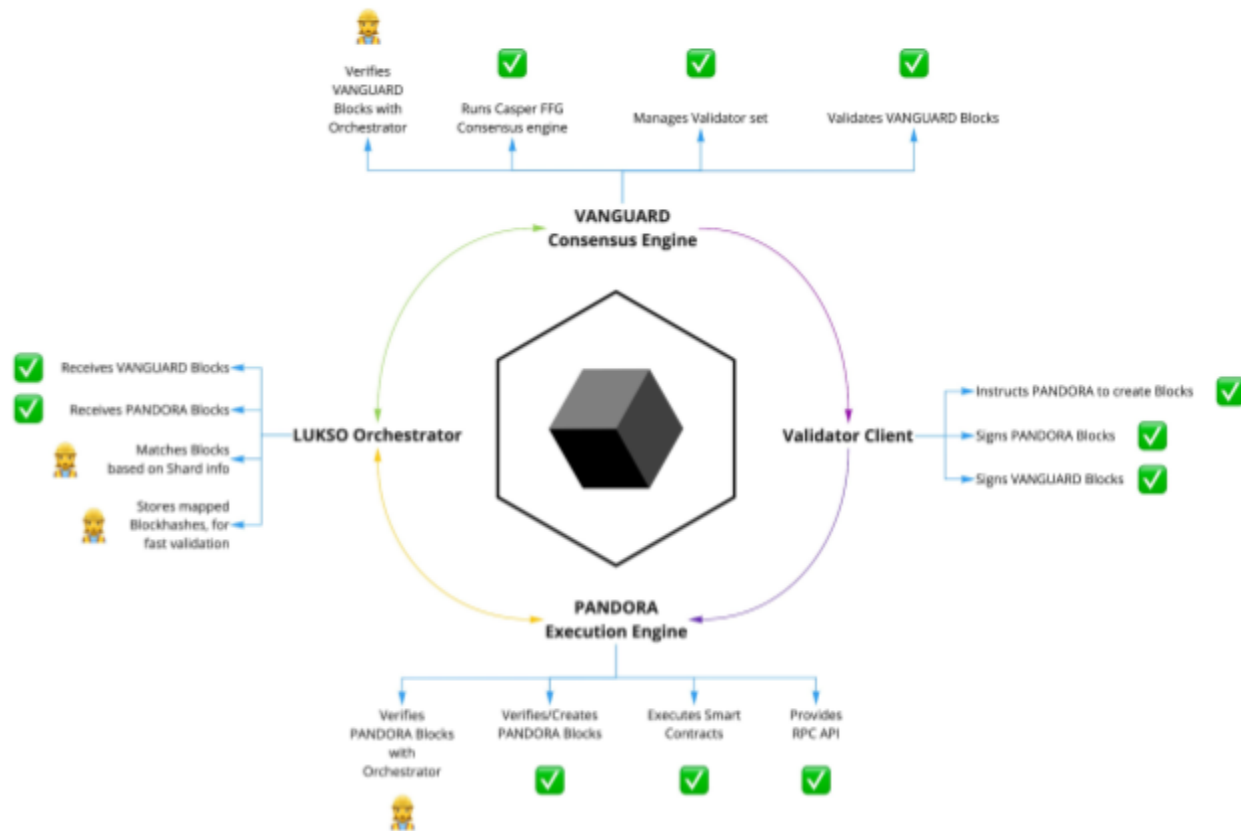 Verifies
VANGUARD
Blocks with
Orchestrator
Runs Casper FFG
Consensus engine
Manages Validator set
Validates VANGUARD Blocks
VANGUARD
Consensus Engine
Receives VANGUARD Blocks
Receives PANDORA Blocks
LUKSO Orchestrator
Matches Blocks
based on Shard info
Stores mapped
Blockhashes, for
fast validation
Validator Client
Instructs PANDORA to create Blocks
Signs PANDORA Blocks
Signs VANGUARD Blocks
PANDORA
Execution Engine
Verifies
PANDORA Blocks
with
Orchestrator
Verifies/Creates
PANDORA Blocks
Executes Smart
Contracts
Provides
RPC API